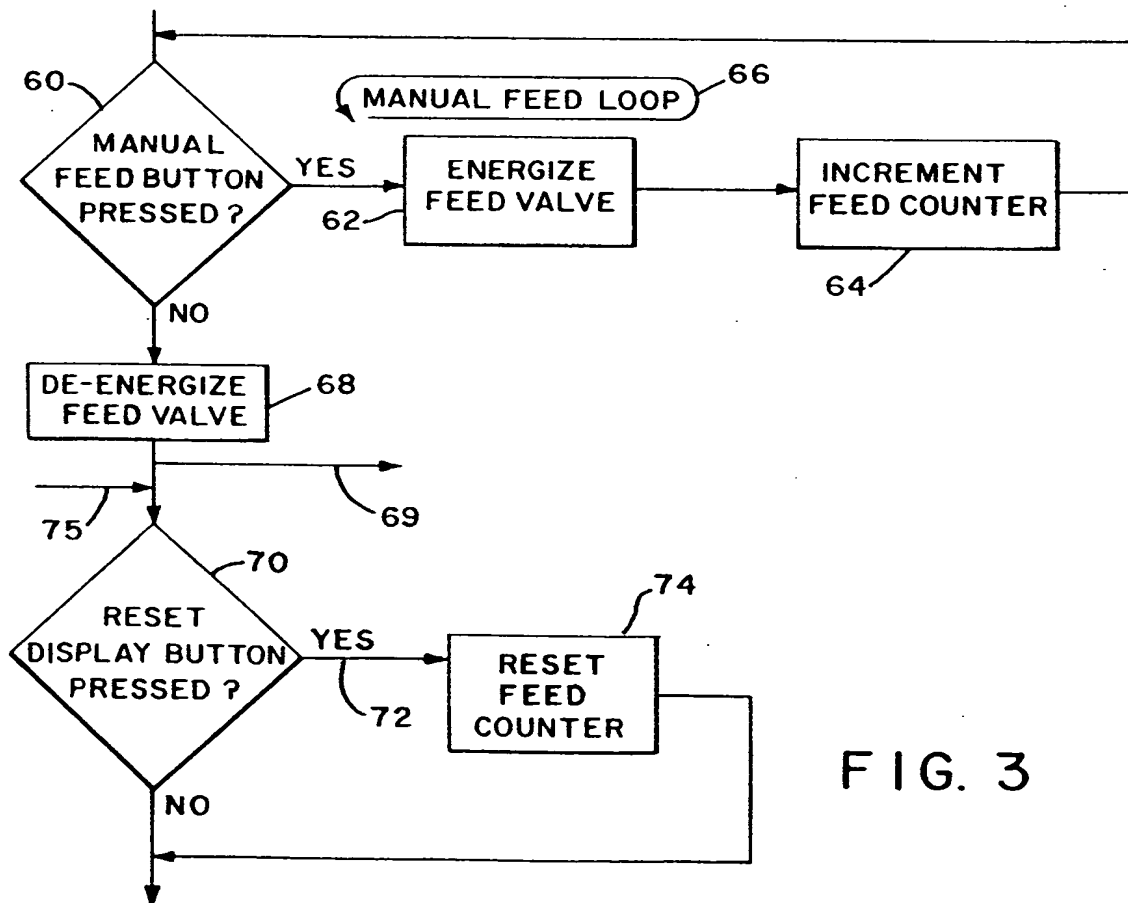 60
MANUAL
FEED BUTTON
PRESSED ?
YES
MANUAL FEED LOOP
66
ENERGIZE
FEED VALVE
62
INCREMENT
FEED COUNTER
64
NO
DE-ENERGIZE
FEED VALVE
68
75
69
70
RESET
DISPLAY BUTTON
PRESSED ?
YES
72
74
RESET
FEED
COUNTER
NO
FIG. 3